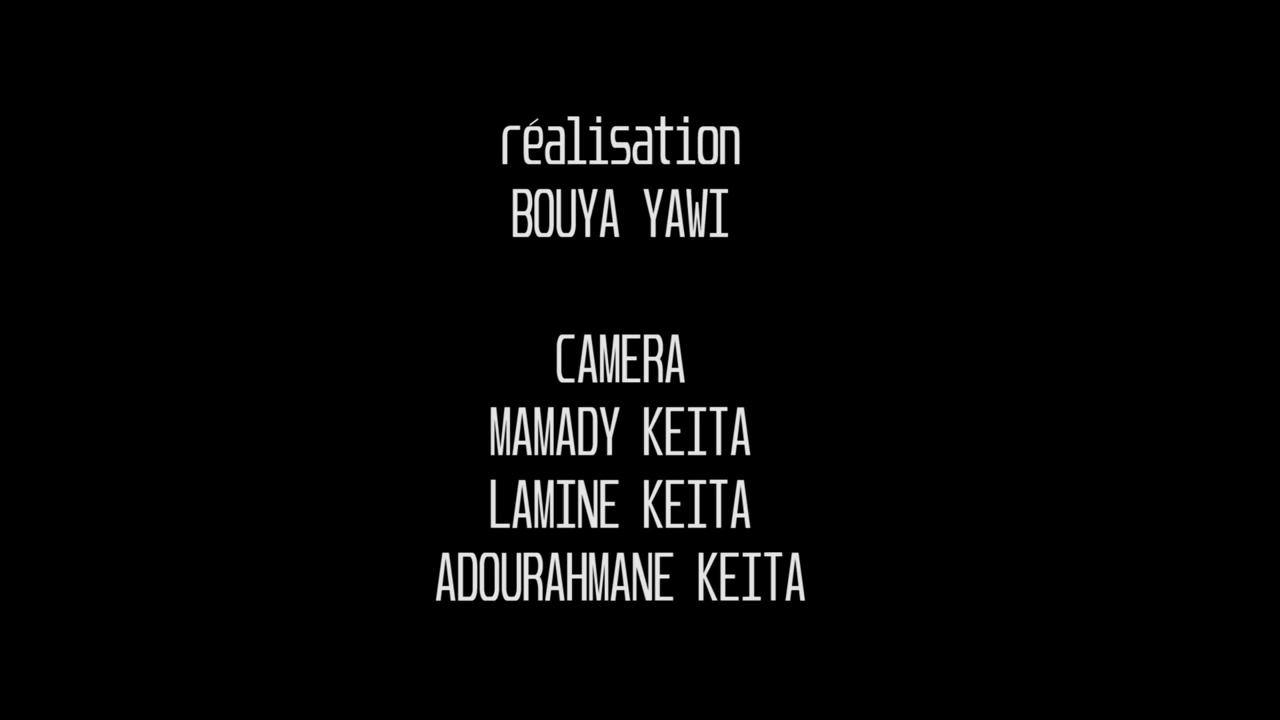 réalisation
BOUYA YAWI
CAMERA
MAMADY KEITA
LAMINE KEITA
ADOURAHMANE KEITA